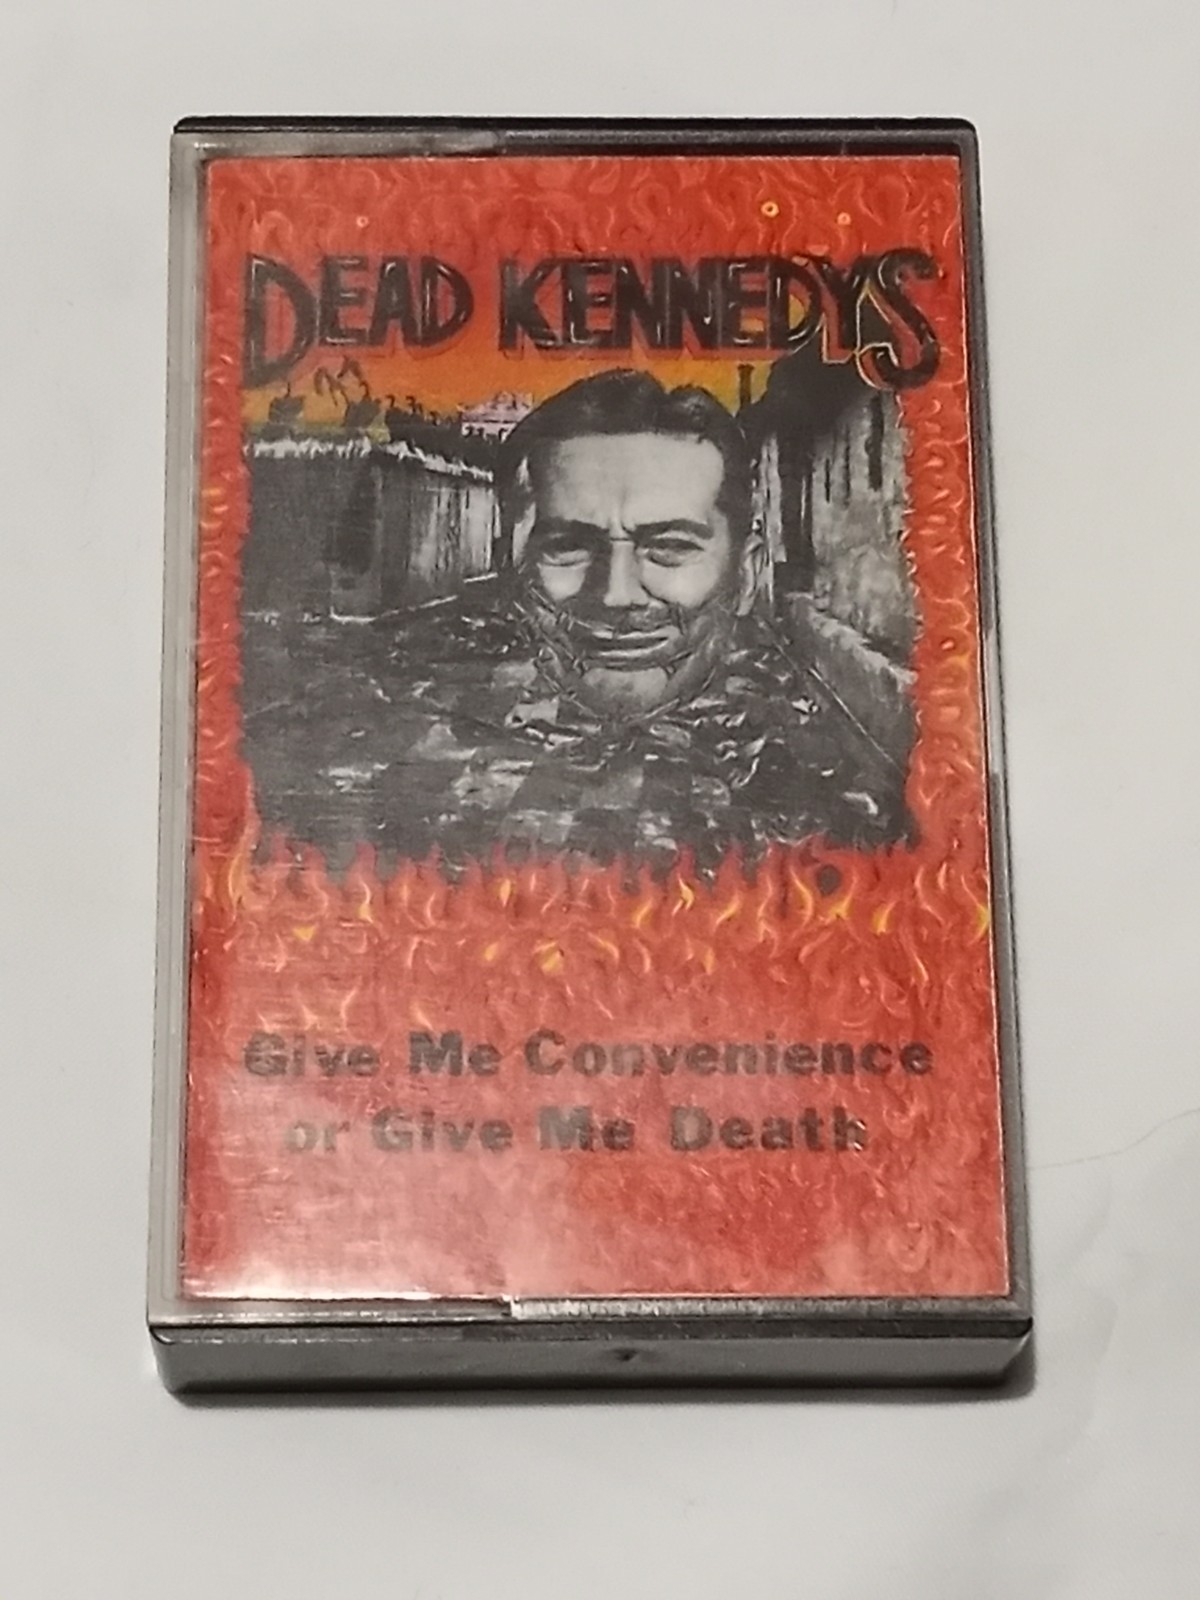 DEAD KENNEDYS
Give Me Convenience
or Give Me Death